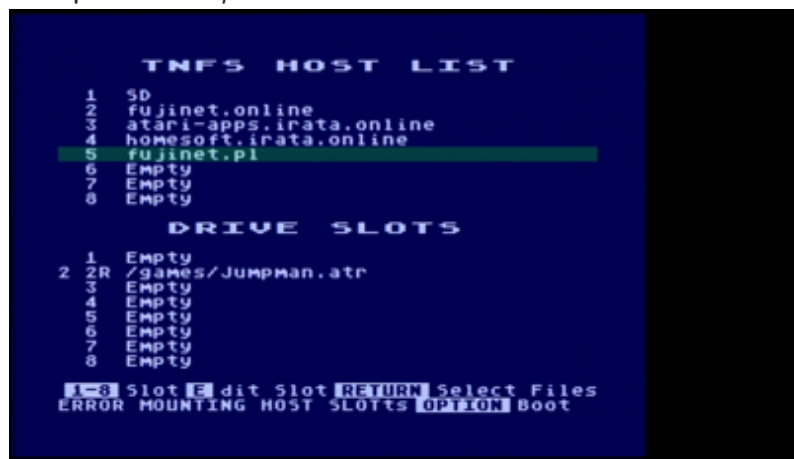 TNFS HOST LIST
1 SD
2 fujinet.online
3 atari-apps.irata.online
4 homesoft.irata.online
5 fujinet.pl
6 Empty
7 Empty
8 Empty
DRIVE SLOTS
1 Empty
2 2R /games/Jumpman.atr
3 Empty
4 Empty
5 Empty
6 Empty
7 Empty
8 Empty
1-8 Slot E dit Slot RETURN Select Files
ERROR MOUNTING HOST SLOTts OPTION Boot